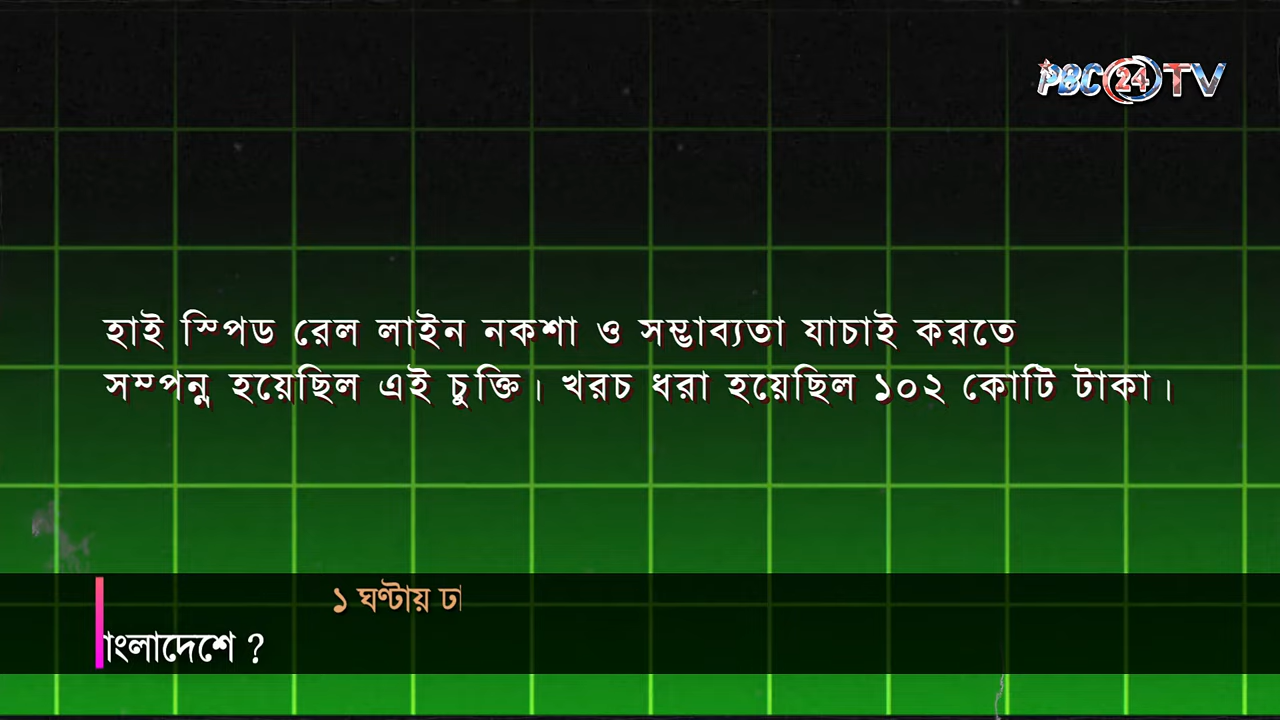 PBC 24 TV
হাই স্পিড রেল লাইন নকশা ও সম্ভাব্যতা যাচাই করতে
সম্পন্ন হয়েছিল এই চুক্তি। খরচ ধরা হয়েছিল ১০২ কোটি টাকা।
১ ঘণ্টায় ঢা
াংলাদেশে ?